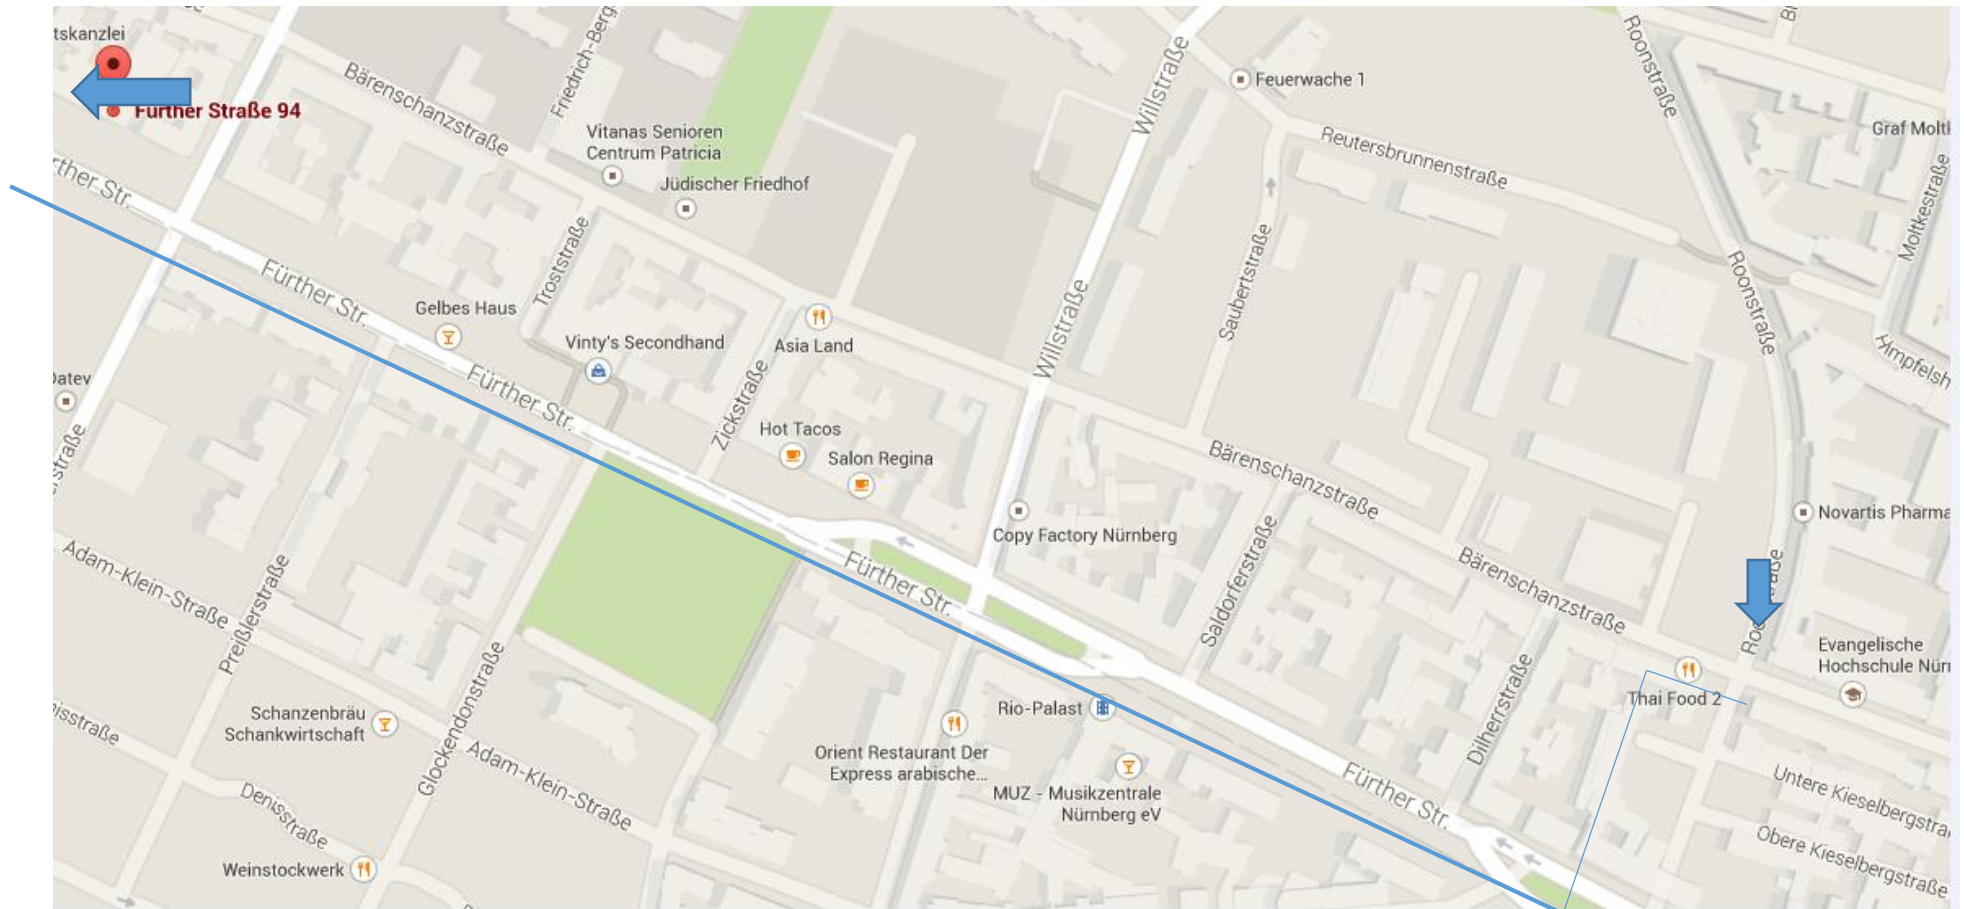 tskanzlei
Fürther Straße 94
Bärenschanzstraße
Friedrich-Berg
Vitanas Senioren
Centrum Patricia
Jüdischer Friedhof
Willstraße
Feuerwache 1
Roonstraße
Reutersbrunnenstraße
Graf Moltk
Moltkestraße
ther Str.
Fürther Str.
Gelbes Haus
Troststraße
Vinty's Secondhand
Asia Land
Willstraße
Saubertstraße
Roonstraße
Datev
Fürther Str.
Zickstraße
Hot Tacos
Salon Regina
Bärenschanzstraße
Copy Factory Nürnberg
Novartis Pharma
Adam-Klein-Straße
Preißlerstraße
Fürther Str.
Saldorferstraße
Bärenschanzstraße
Evangelische
Hochschule Nür
Glockendonstraße
Thai Food 2
Dilherrstraße
Rio-Palast
Schanzenbräu
Schankwirtschaft
Adam-Klein-Straße
Orient Restaurant Der
Express arabische...
MUZ - Musikzentrale
Nürnberg eV
Fürther Str.
Untere Kieselbergstra
Obere Kieselbergstraße
Denisstraße
Weinstockwerk